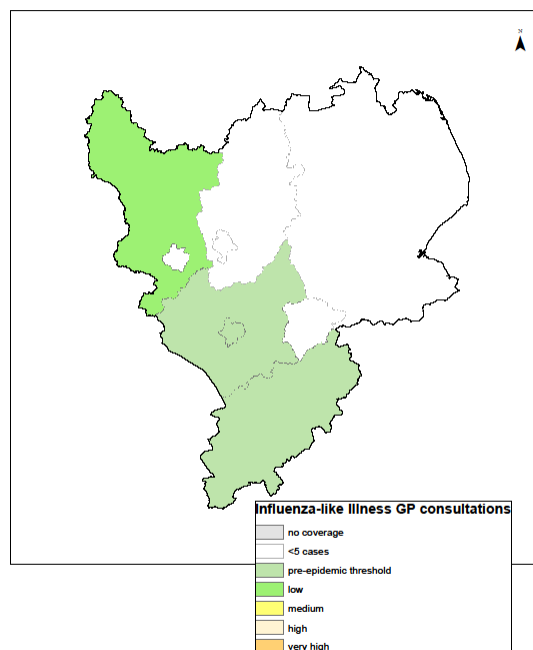 N
Influenza-like Illness GP consultations
no coverage
<5 cases
pre-epidemic threshold
low
medium
high
very high